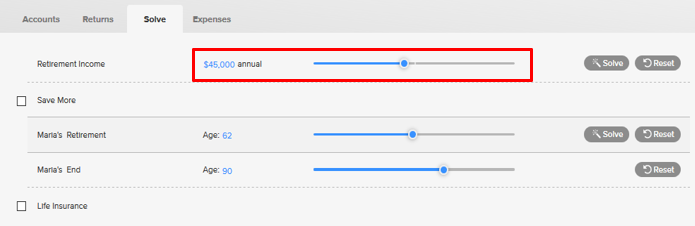 Accounts Returns Solve Expenses
Retirement Income $45,000 annual Solve Reset
Save More
Maria's Retirement Age: 62 Solve Reset
Maria's End Age: 90 Reset
Life Insurance